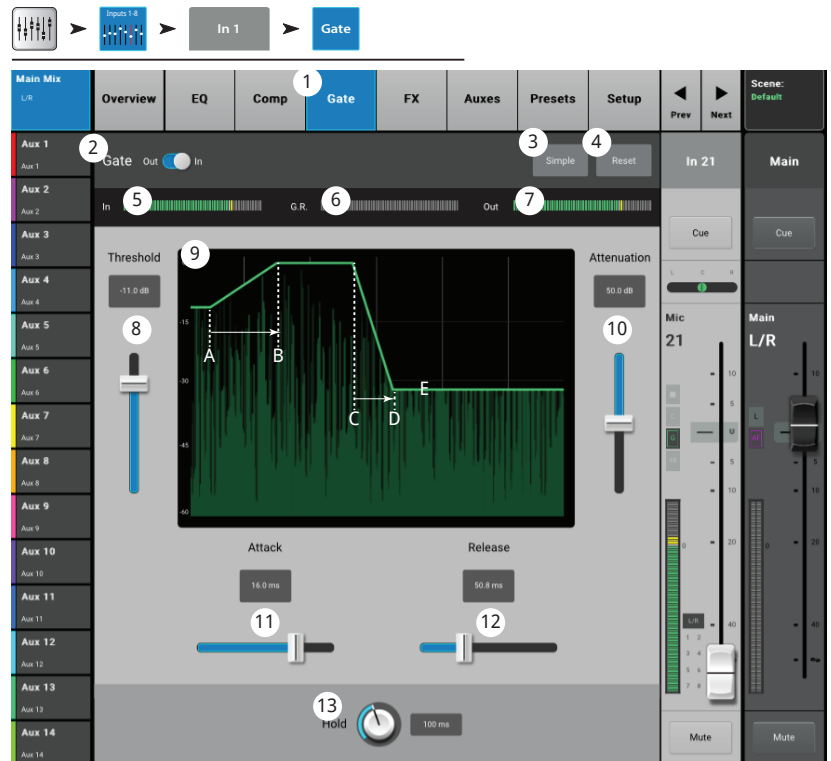 Inputs 1-8
In 1
Gate
Main Mix
L/R
Overview
EQ
Comp
1
Gate
FX
Auxes
Presets
Setup
Prev
Next
Scene:
Default
Aux 1
Aux 1
Aux 2
Aux 2
Aux 3
Aux 3
Aux 4
Aux 4
Aux 5
Aux 5
Aux 6
Aux 6
Aux 7
Aux 7
Aux 8
Aux 8
Aux 9
Aux 9
Aux 10
Aux 10
Aux 11
Aux 11
Aux 12
Aux 12
Aux 13
Aux 13
Aux 14
Aux 14
2
Gate
Out
In
3
Simple
4
Reset
In
5
G.R.
6
Out
7
Threshold
-11.0 dB
8
9
-15
-30
-45
-60
A
B
C
D
E
Attenuation
50.0 dB
10
Attack
16.0 ms
11
Release
50.8 ms
12
13
Hold
100 ms
In 21
Cue
L
C
R
Mic
21
10
5
U
5
10
20
40
G
0
L/R
1 2
3 4
5 6
7 8
Mute
Main
Cue
Main
L/R
10
5
10
20
40
L
0
Mute